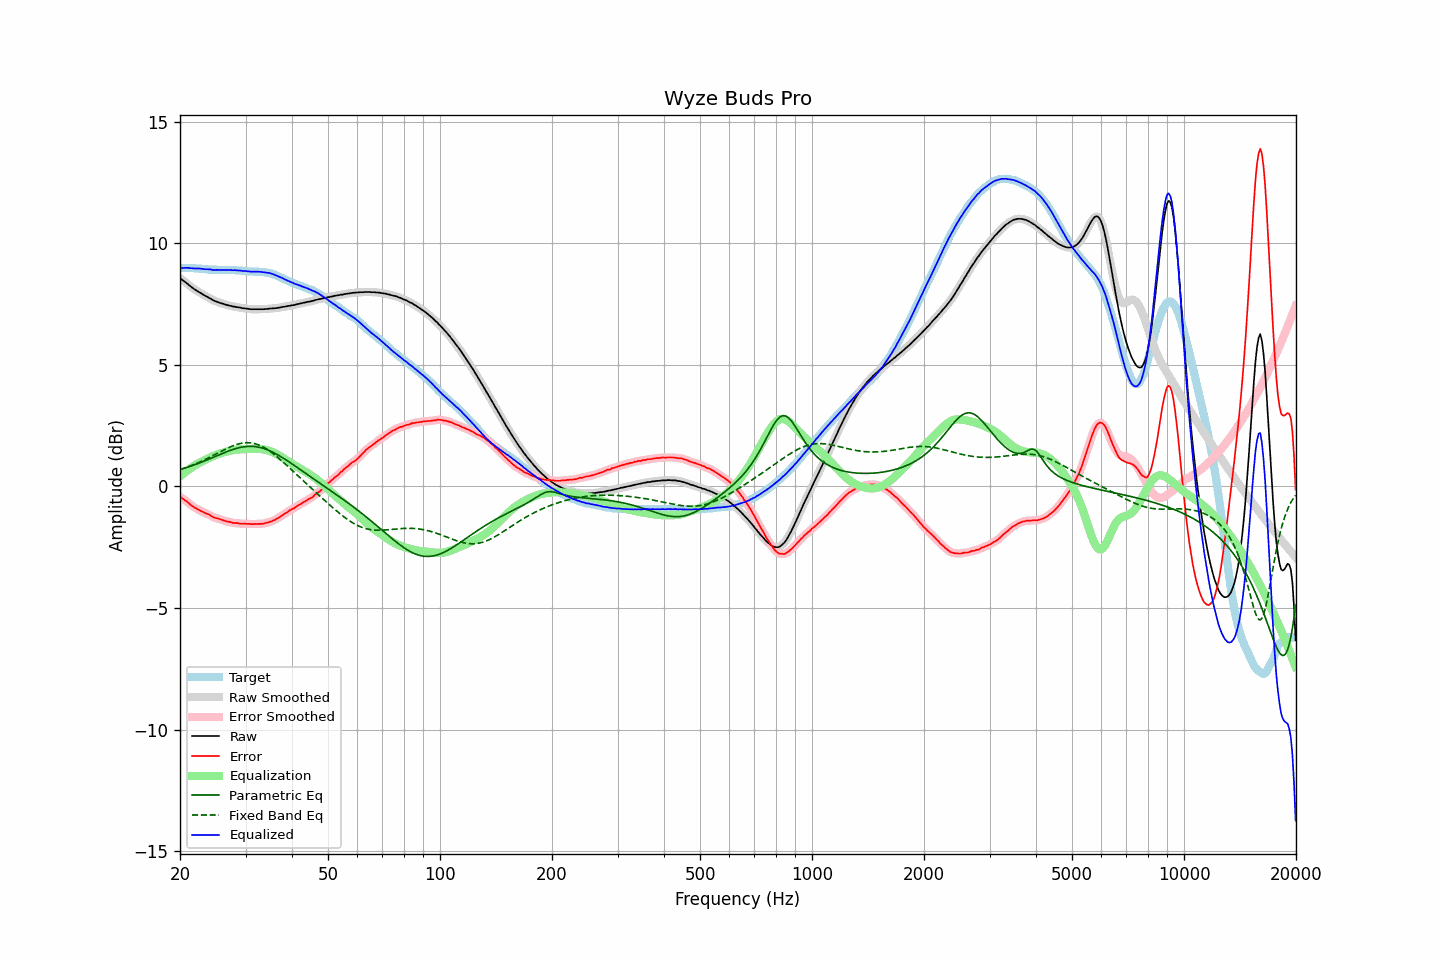 Wyze Buds Pro
15
10
5
0
−5
−10
−15
Amplitude (dBr)
Target
Raw Smoothed
Error Smoothed
Raw
Error
Equalization
Parametric Eq
Fixed Band Eq
Equalized
20 50 100 200 500 1000 2000 5000 10000 20000
Frequency (Hz)